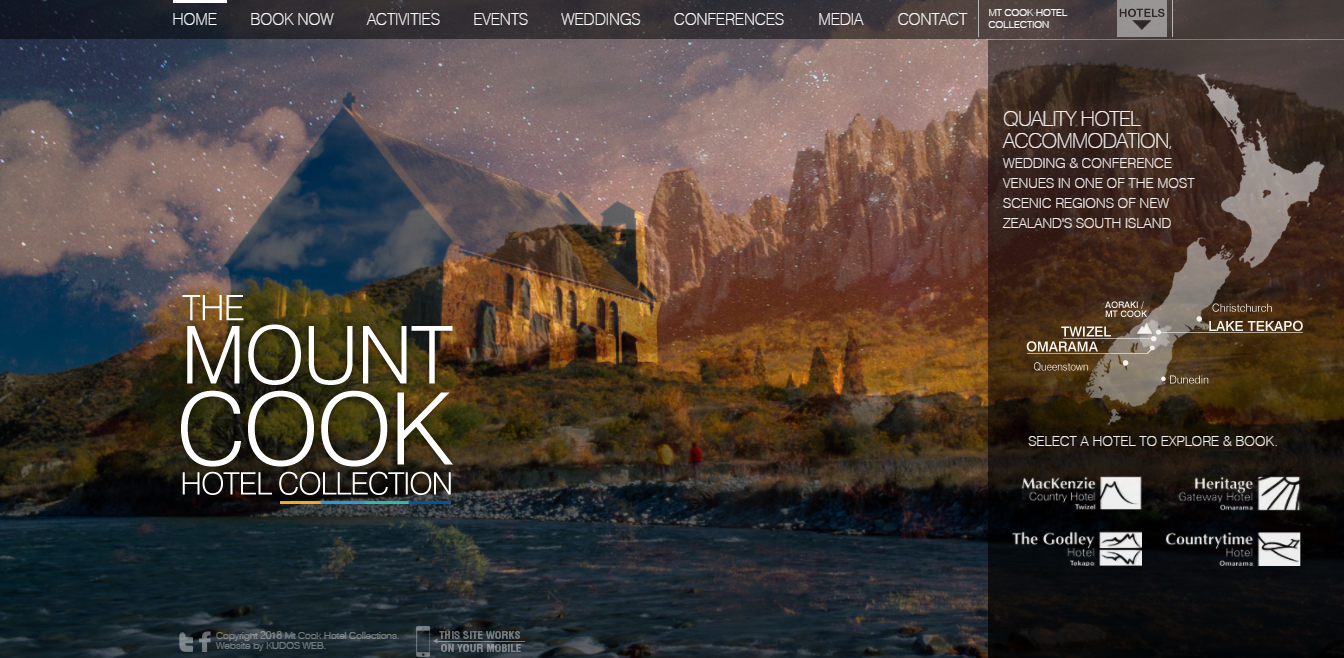 HOME BOOK NOW ACTIVITIES EVENTS WEDDINGS CONFERENCES MEDIA CONTACT
MT COOK HOTEL
COLLECTION
HOTELS
QUALITY HOTEL
ACCOMMODATION,
WEDDING & CONFERENCE
VENUES IN ONE OF THE MOST
SCENIC REGIONS OF NEW
ZEALAND'S SOUTH ISLAND
THE
MOUNT
COOK
HOTEL COLLECTION
AORAKI /
MT COOK
Christchurch
TWIZEL
LAKE TEKAPO
OMARAMA
Queenstown
Dunedin
SELECT A HOTEL TO EXPLORE & BOOK.
MacKenzie
Country Hotel
Twizel
Heritage
Gateway Hotel
Omarama
The Godley
Hotel
Tekapo
Countrytime
Hotel
Omarama
Copyright 2018 Mt Cook Hotel Collections.
Website by KUDOS WEB.
THIS SITE WORKS
ON YOUR MOBILE